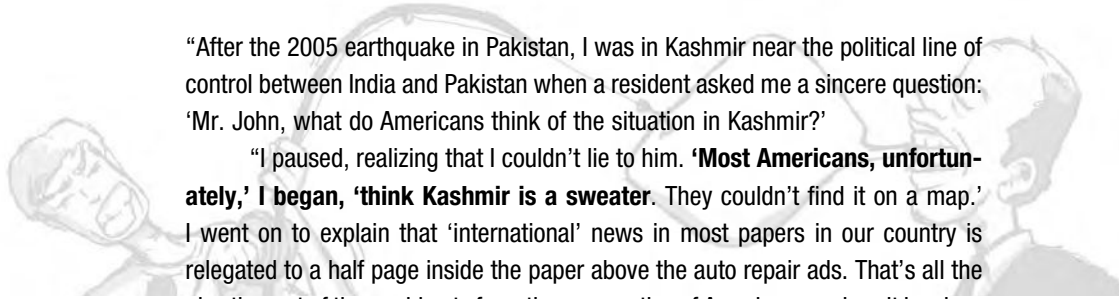 “After the 2005 earthquake in Pakistan, I was in Kashmir near the political line of
control between India and Pakistan when a resident asked me a sincere question:
‘Mr. John, what do Americans think of the situation in Kashmir?’
“I paused, realizing that I couldn’t lie to him. ‘Most Americans, unfortun-
ately,’ I began, ‘think Kashmir is a sweater. They couldn’t find it on a map.’
I went on to explain that ‘international’ news in most papers in our country is
relegated to a half page inside the paper above the auto repair ads. That’s all the